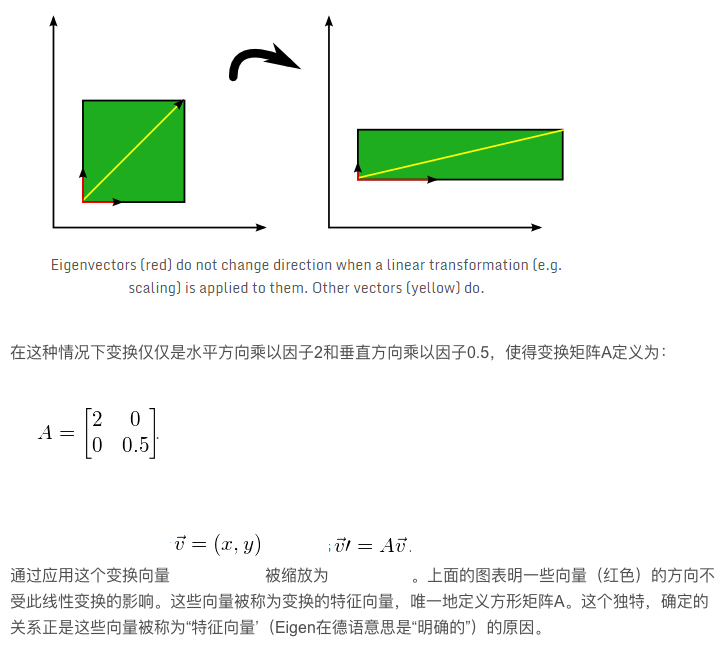 Eigenvectors (red) do not change direction when a linear transformation (e.g.
scaling) is applied to them. Other vectors (yellow) do.
在这种情况下变换仅仅是水平方向乘以因子2和垂直方向乘以因子0.5，使得变换矩阵A定义为：
A = [2 0
0 0.5].
v⃗ = (x, y) ; v⃗′ = Av⃗.
通过应用这个变换向量 被缩放为 。上面的图表明一些向量（红色）的方向不
受此线性变换的影响。这些向量被称为变换的特征向量，唯一地定义方形矩阵A。这个独特，确定的
关系正是这些向量被称为“特征向量’（Eigen在德语意思是“明确的”）的原因。